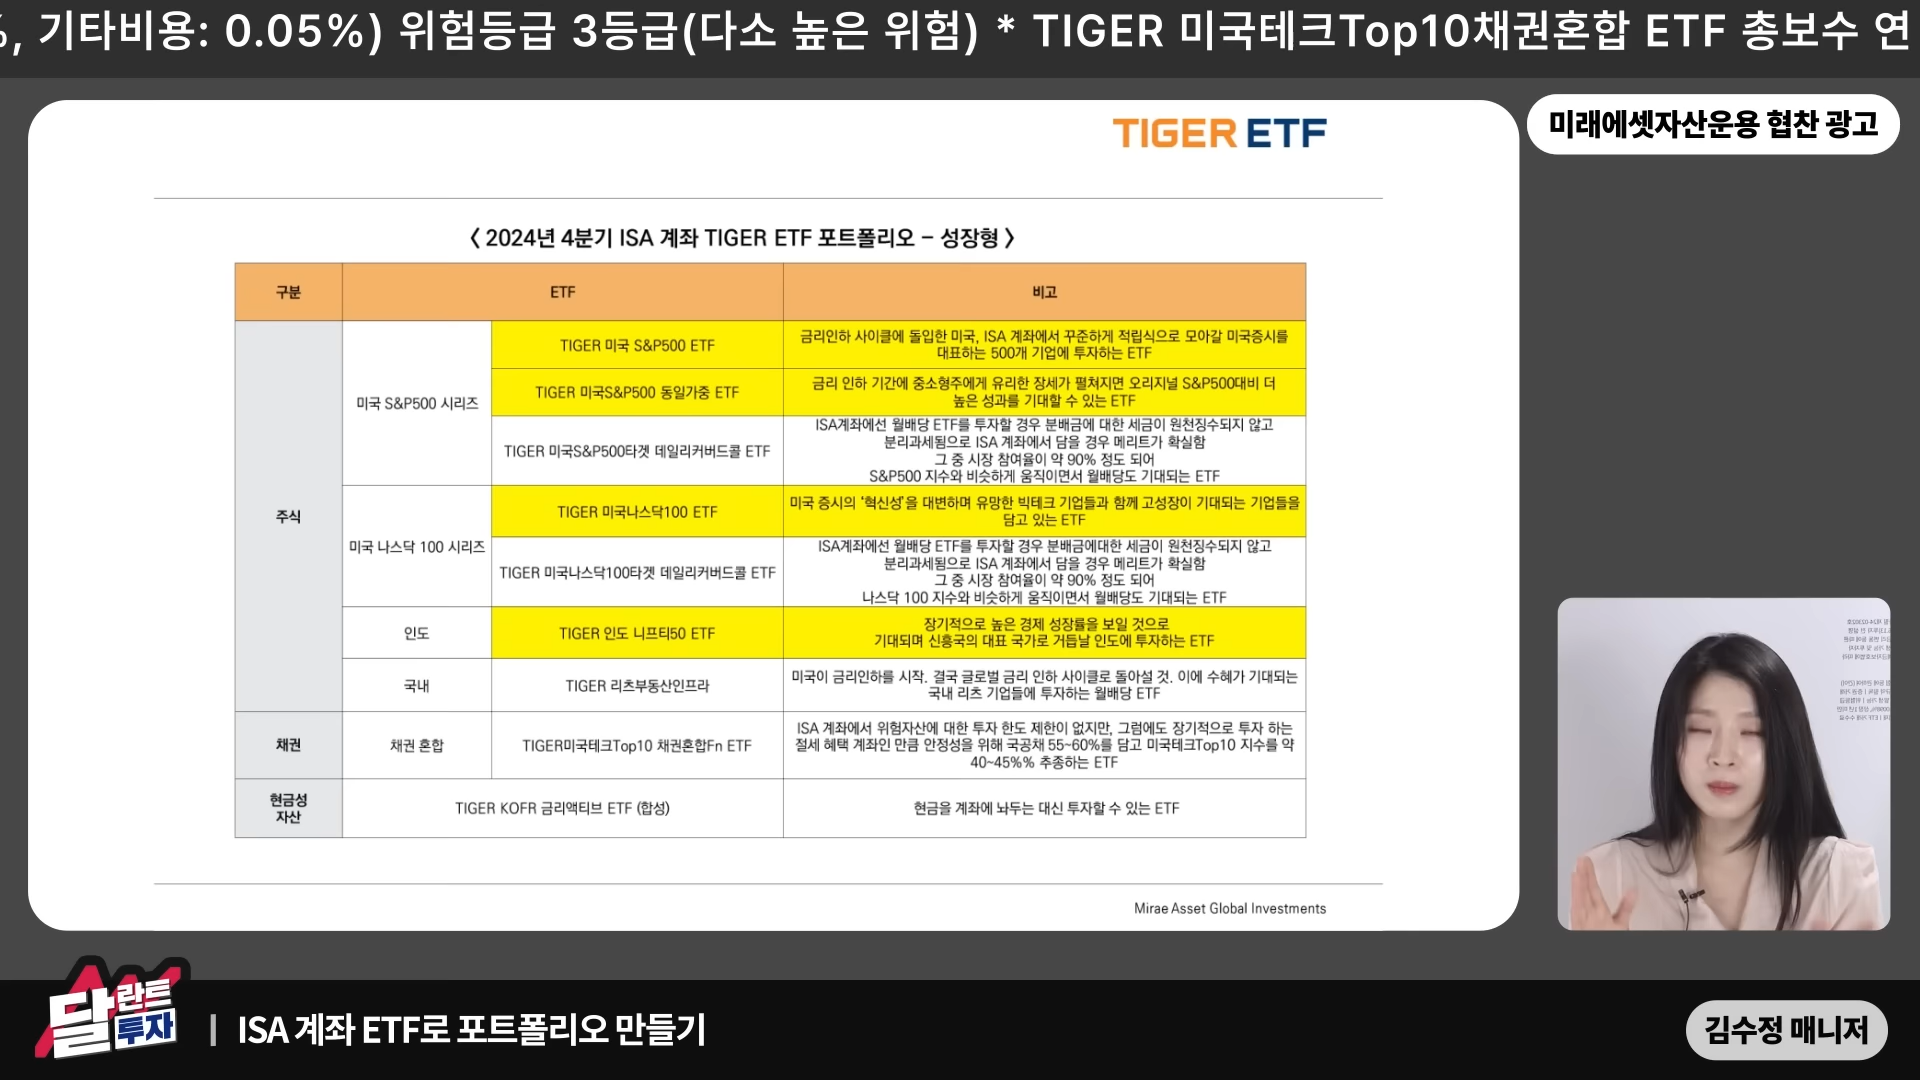 , 기타비용: 0.05%) 위험등급 3등급(다소 높은 위험) * TIGER 미국테크Top10채권혼합 ETF 총보수 연
미래에셋자산운용 협찬 광고
TIGER ETF
〈 2024년 4분기 ISA 계좌 TIGER ETF 포트폴리오 – 성장형 〉
구분
ETF
비고
주식
미국 S&P500 시리즈
TIGER 미국 S&P500 ETF
금리인하 사이클에 돌입한 미국, ISA 계좌에서 꾸준하게 적립식으로 모아갈 미국증시를
대표하는 500개 기업에 투자하는 ETF
TIGER 미국S&P500 동일가중 ETF
금리 인하 기간에 중소형주에게 유리한 장세가 펼쳐지면 오리지널 S&P500대비 더
높은 성과를 기대할 수 있는 ETF
TIGER 미국S&P500타겟 데일리커버드콜 ETF
ISA계좌에선 월배당 ETF를 투자할 경우 분배금에 대한 세금이 원천징수되지 않고
분리과세됨으로 ISA 계좌에서 담을 경우 메리트가 확실함
그 중 시장 참여율이 약 90% 정도 되어
S&P500 지수와 비슷하게 움직이면서 월배당도 기대되는 ETF
미국 나스닥 100 시리즈
TIGER 미국나스닥100 ETF
미국 증시의 ‘혁신성’을 대변하며 유망한 빅테크 기업들과 함께 고성장이 기대되는 기업들을
담고 있는 ETF
TIGER 미국나스닥100타겟 데일리커버드콜 ETF
ISA계좌에선 월배당 ETF를 투자할 경우 분배금에대한 세금이 원천징수되지 않고
분리과세됨으로 ISA 계좌에서 담을 경우 메리트가 확실함
그 중 시장 참여율이 약 90% 정도 되어
나스닥 100 지수와 비슷하게 움직이면서 월배당도 기대되는 ETF
인도
TIGER 인도 니프티50 ETF
장기적으로 높은 경제 성장률을 보일 것으로
기대되며 신흥국의 대표 국가로 거듭날 인도에 투자하는 ETF
국내
TIGER 리츠부동산인프라
미국이 금리인하를 시작. 결국 글로벌 금리 인하 사이클로 돌아설 것. 이에 수혜가 기대되는
국내 리츠 기업들에 투자하는 월배당 ETF
채권
채권 혼합
TIGER미국테크Top10 채권혼합Fn ETF
ISA 계좌에서 위험자산에 대한 투자 한도 제한이 없지만, 그럼에도 장기적으로 투자 하는
절세 혜택 계좌인 만큼 안정성을 위해 국공채 55~60%를 담고 미국테크Top10 지수를 약
40~45%% 추종하는 ETF
현금성
자산
TIGER KOFR 금리액티브 ETF (합성)
현금을 계좌에 놔두는 대신 투자할 수 있는 ETF
Mirae Asset Global Investments
달란트
투자
| ISA 계좌 ETF로 포트폴리오 만들기
김수정 매니저